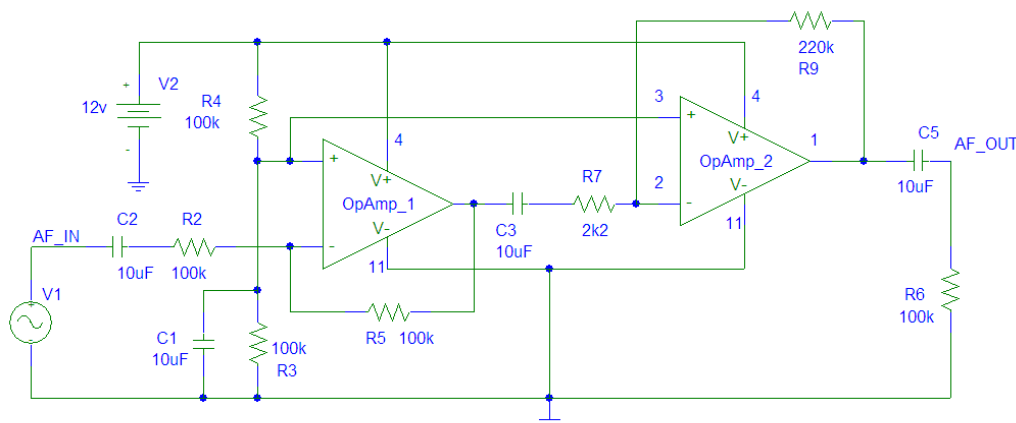 220k
R9
+
V2
12v
-
R4
100k
3
4
+
V+
OpAmp_2
1
C5
AF_OUT
10uF
4
+
V+
OpAmp_1
R7
2
-
V-
11
2k2
C3
10uF
C2
R2
AF_IN
10uF
100k
-
V-
11
V1
+
-
R5
100k
C1
10uF
100k
R3
R6
100k